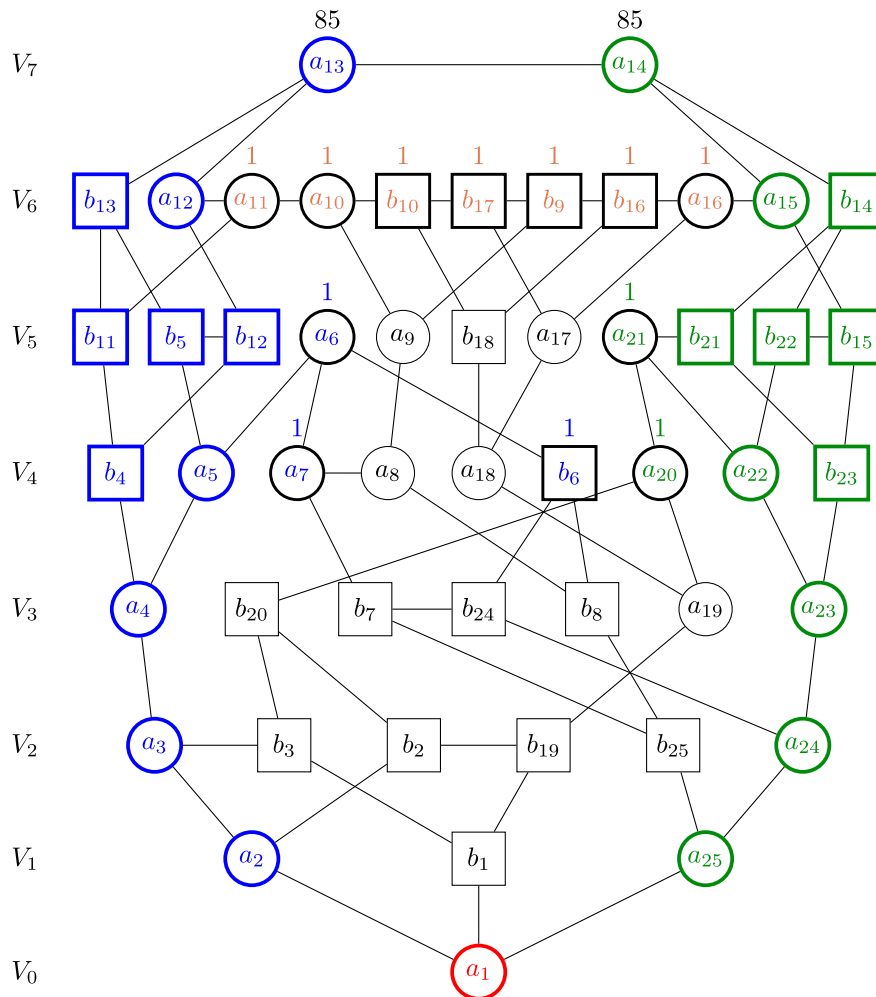 85 85
V₇ a₁₃ a₁₄
1 1 1 1 1 1 1
V₆ b₁₃ a₁₂ a₁₁ a₁₀ b₁₀ b₁₇ b₉ b₁₆ a₁₆ a₁₅ b₁₄
1 1
V₅ b₁₁ b₅ b₁₂ a₆ a₉ b₁₈ a₁₇ a₂₁ b₂₁ b₂₂ b₁₅
1 1 1
V₄ b₄ a₅ a₇ a₈ a₁₈ b₆ a₂₀ a₂₂ b₂₃
V₃ a₄ b₂₀ b₇ b₂₄ b₈ a₁₉ a₂₃
V₂ a₃ b₃ b₂ b₁₉ b₂₅ a₂₄
V₁ a₂ b₁ a₂₅
V₀ a₁